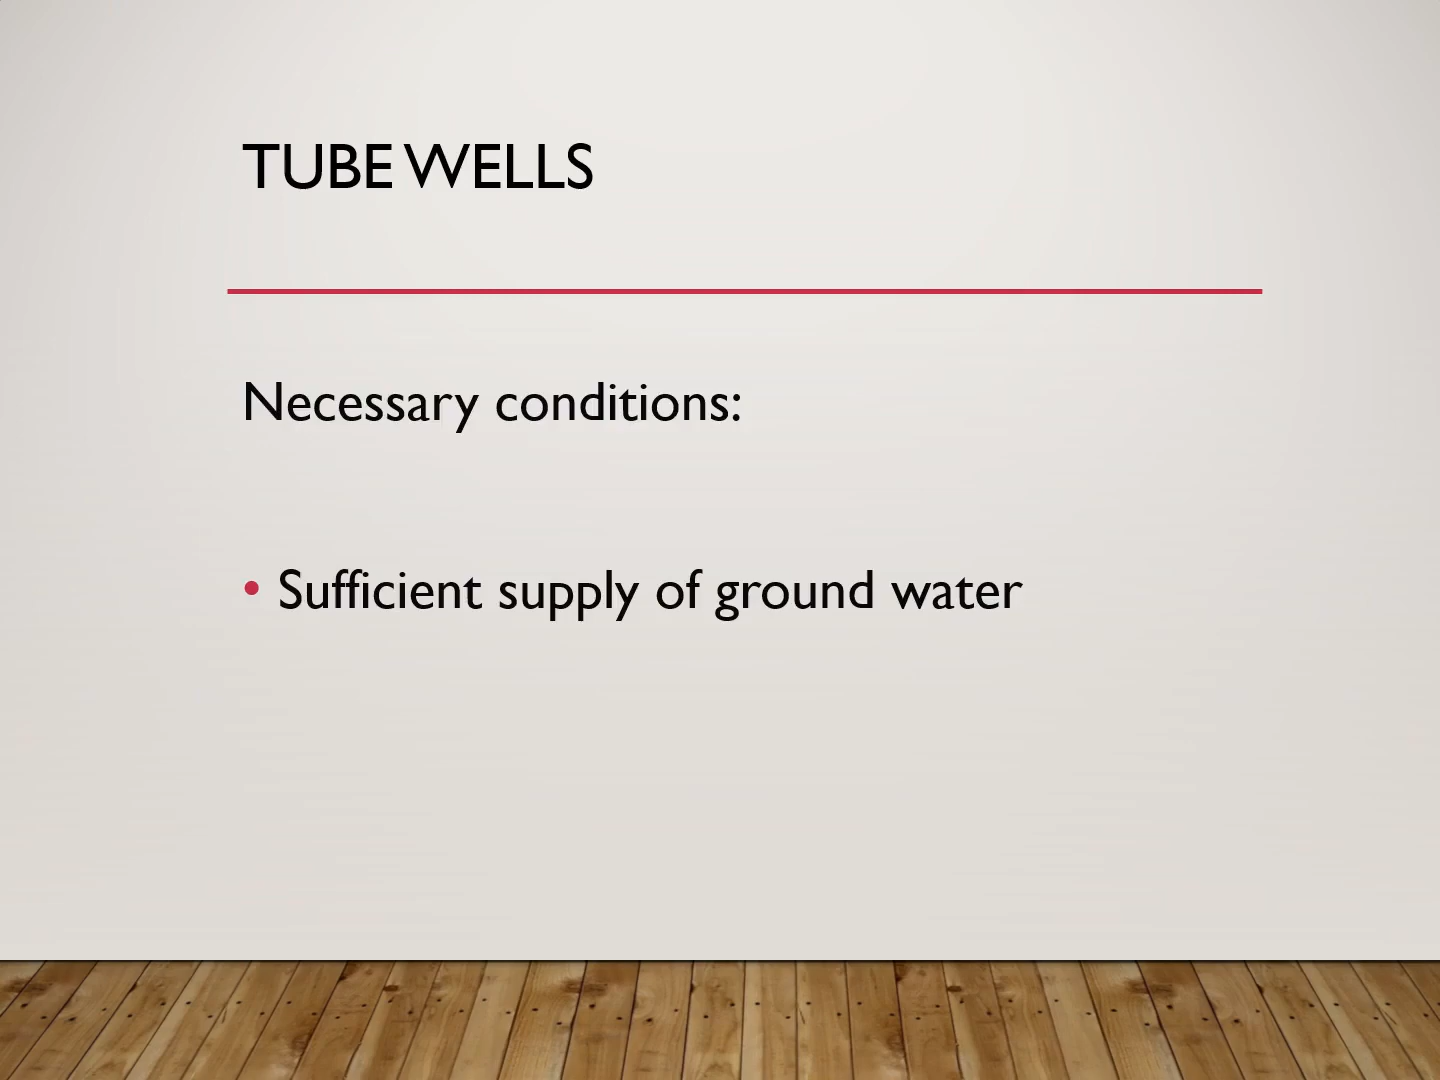 TUBE WELLS
Necessary conditions:
• Sufficient supply of ground water